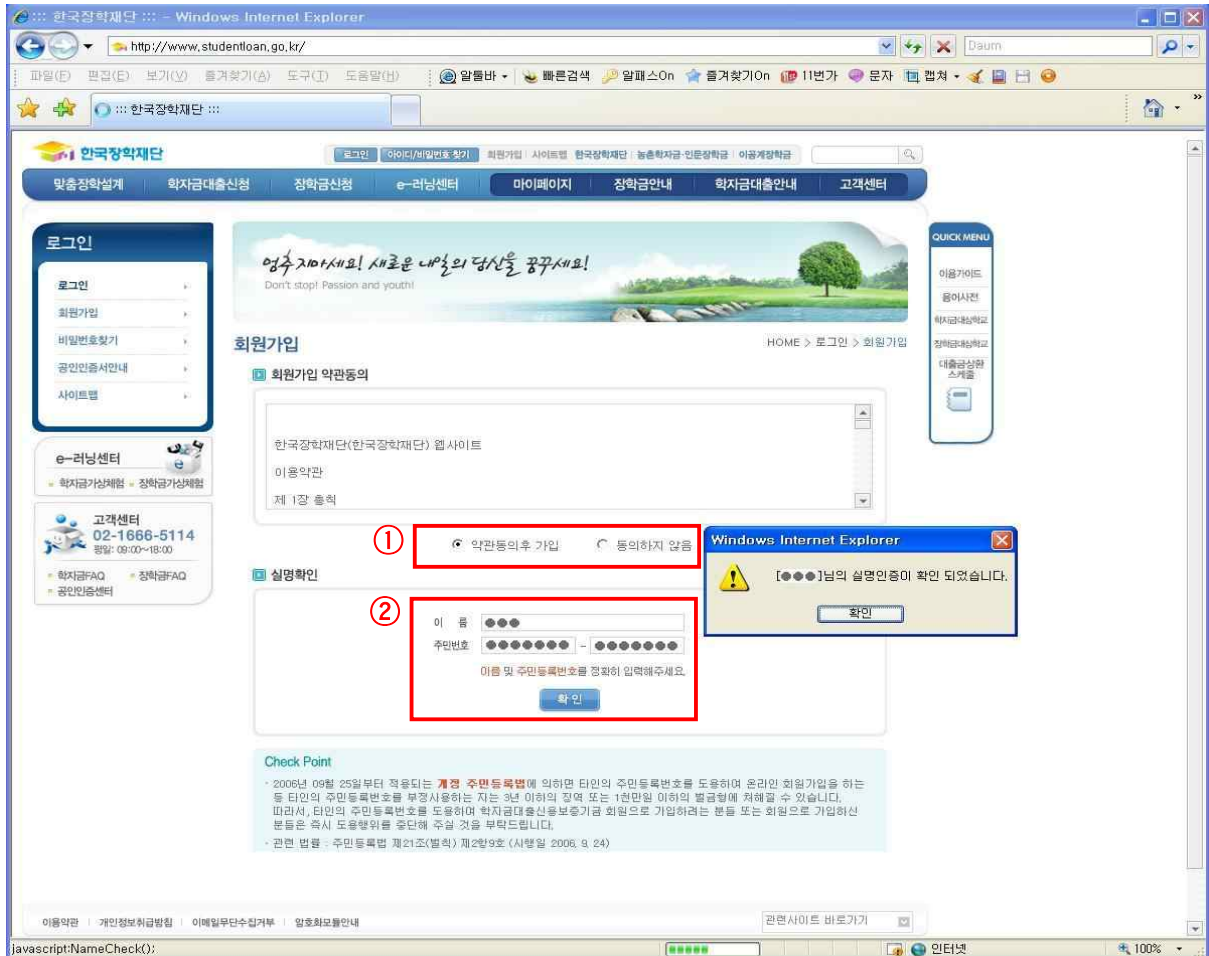 ::: 한국장학재단 ::: - Windows Internet Explorer
http://www.studentloan.go.kr/
Daum
파일(F) 편집(E) 보기(V) 즐겨찾기(A) 도구(T) 도움말(H)
알툴바 빠른검색 알패스On 즐겨찾기On 11번가 문자 캡쳐
::: 한국장학재단 :::
한국장학재단
로그인 아이디/비밀번호 찾기 회원가입 사이트맵 한국장학재단 농촌학자금·인문장학금 이공계장학금
맞춤장학설계 학자금대출신청 장학금신청 e-러닝센터 마이페이지 장학금안내 학자금대출안내 고객센터
로그인
로그인
회원가입
비밀번호찾기
공인인증서안내
사이트맵
e-러닝센터
학자금가상체험 장학금가상체험
고객센터
02-1666-5114
평일: 09:00~18:00
학자금FAQ 장학금FAQ
공인인증센터
멈추지마세요! 새로운 내일의 당신을 꿈꾸세요!
Don't stop! Passion and youth!
회원가입
HOME > 로그인 > 회원가입
회원가입 약관동의
한국장학재단(한국장학재단) 웹사이트
이용약관
제 1장 총칙
①
약관동의후 가입 동의하지 않음
실명확인
②
이 름 ●●●
주민번호 ●●●●●●● - ●●●●●●●
이름 및 주민등록번호를 정확히 입력해주세요.
확인
Windows Internet Explorer
[●●●]님의 실명인증이 확인 되었습니다.
확인
QUICK MENU
이용가이드
용어사전
학자금대상학교
장학금대상학교
대출금상환
스케줄
Check Point
· 2006년 09월 25일부터 적용되는 개정 주민등록법에 의하면 타인의 주민등록번호를 도용하여 온라인 회원가입을 하는
등 타인의 주민등록번호를 부정사용하는 자는 3년 이하의 징역 또는 1천만원 이하의 벌금형에 처해질 수 있습니다.
따라서, 타인의 주민등록번호를 도용하여 학자금대출신용보증기금 회원으로 가입하려는 분들 또는 회원으로 가입하신
분들은 즉시 도용행위를 중단해 주실 것을 부탁드립니다.
· 관련 법률 : 주민등록법 제21조(벌칙) 제2항9호 (시행일 2006. 9. 24)
이용약관 개인정보취급방침 이메일무단수집거부 암호화모듈안내
관련사이트 바로가기
javascript:NameCheck();
인터넷
100%